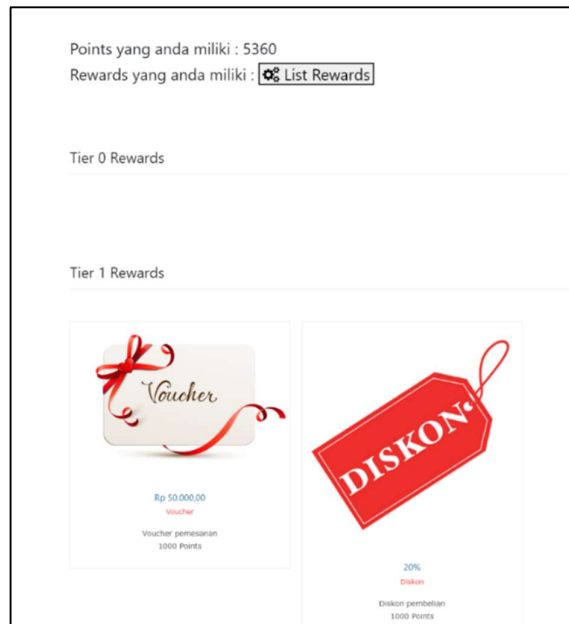 Points yang anda miliki : 5360
Rewards yang anda miliki : List Rewards
Tier 0 Rewards
Tier 1 Rewards
Voucher
Rp 50.000,00
Voucher
Voucher pemesanan
1000 Points
DISKON
20%
Diskon
Diskon pembelian
1000 Points